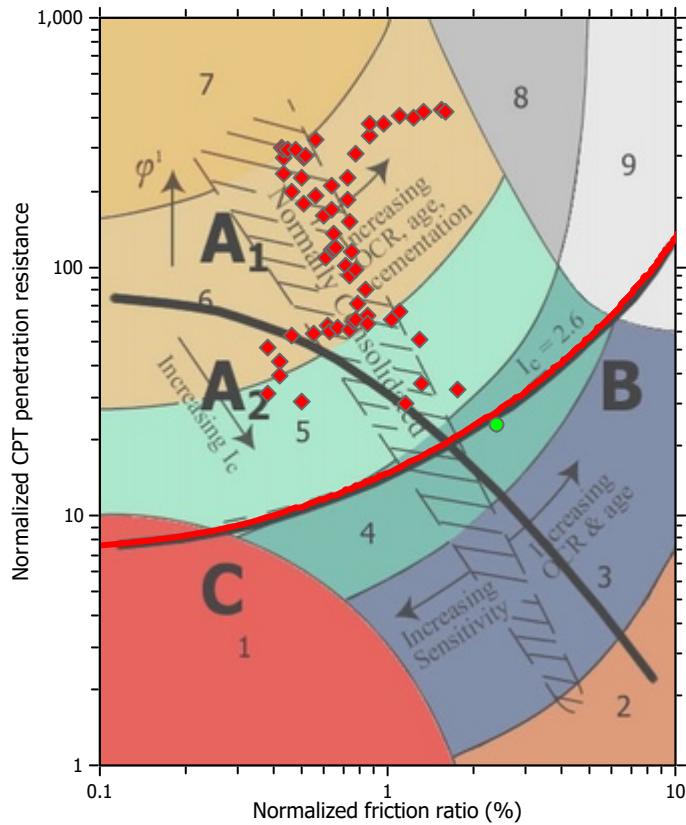 1,000
100
10
1
Normalized CPT penetration resistance
7
8
9
φ¹
A1
Increasing
OCR, age,
cementation
Normally Consolidated
6
Ic = 2.6
A2
B
Increasing Ic
5
4
Increasing
OCR & age
C
3
Increasing
Sensitivity
1
2
0.1
1
10
Normalized friction ratio (%)